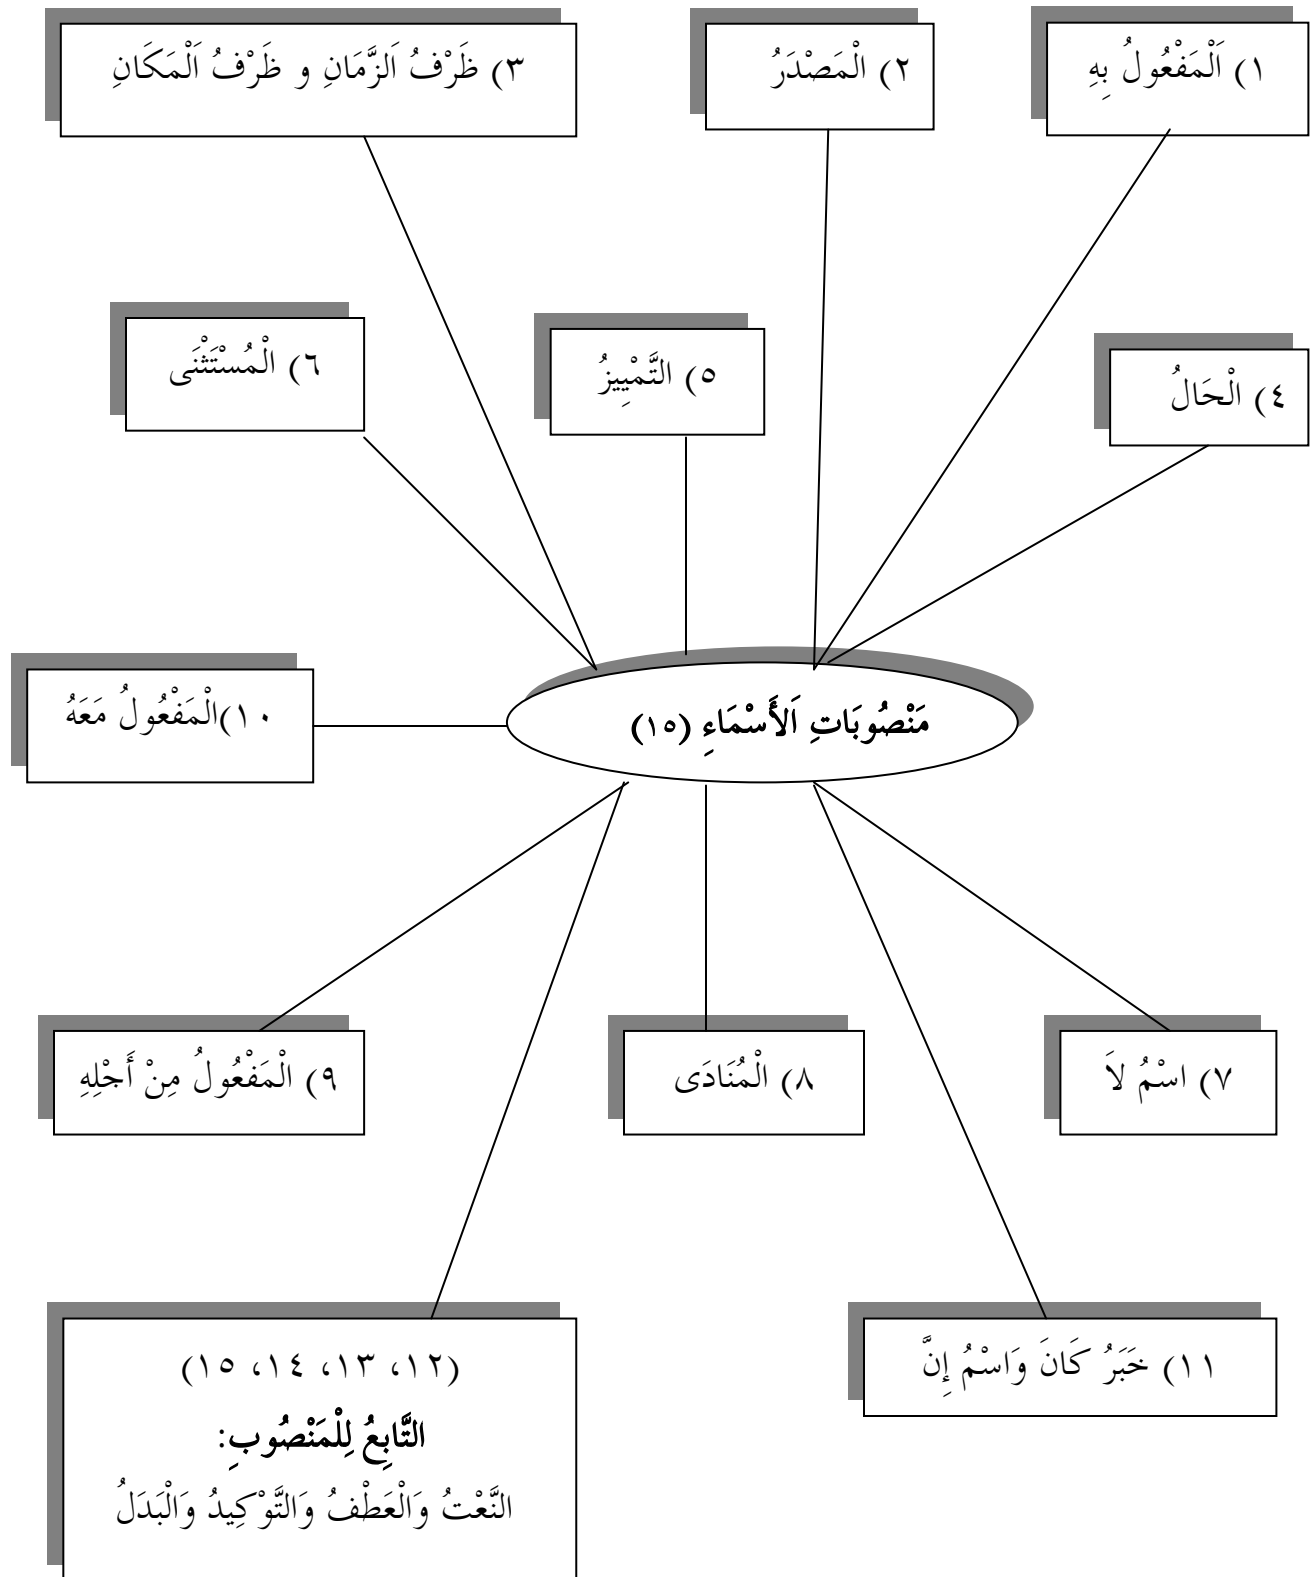 ١) اَلْمَفْعُولُ بِهِ
٢) الْمَصْدَرُ
٣) ظَرْفُ اَلزَّمَانِ و ظَرْفُ اَلْمَكَانِ
٤) الْحَالُ
٥) التَّمْيِيزُ
٦) الْمُسْتَثْنَى
مَنْصُوبَاتِ اَلأَسْمَاءِ (١٥)
١٠)الْمَفْعُولُ مَعَهُ
٧) اسْمُ لاَ
٨) الْمُنَادَى
٩) الْمَفْعُولُ مِنْ أَجْلِهِ
١١) خَبَرُ كَانَ وَاسْمُ إِنَّ
(١٢، ١٣، ١٤، ١٥)
التَّابِعُ لِلْمَنْصُوبِ:
النَّعْتُ وَالْعَطْفُ وَالتَّوْكِيدُ وَالْبَدَلُ